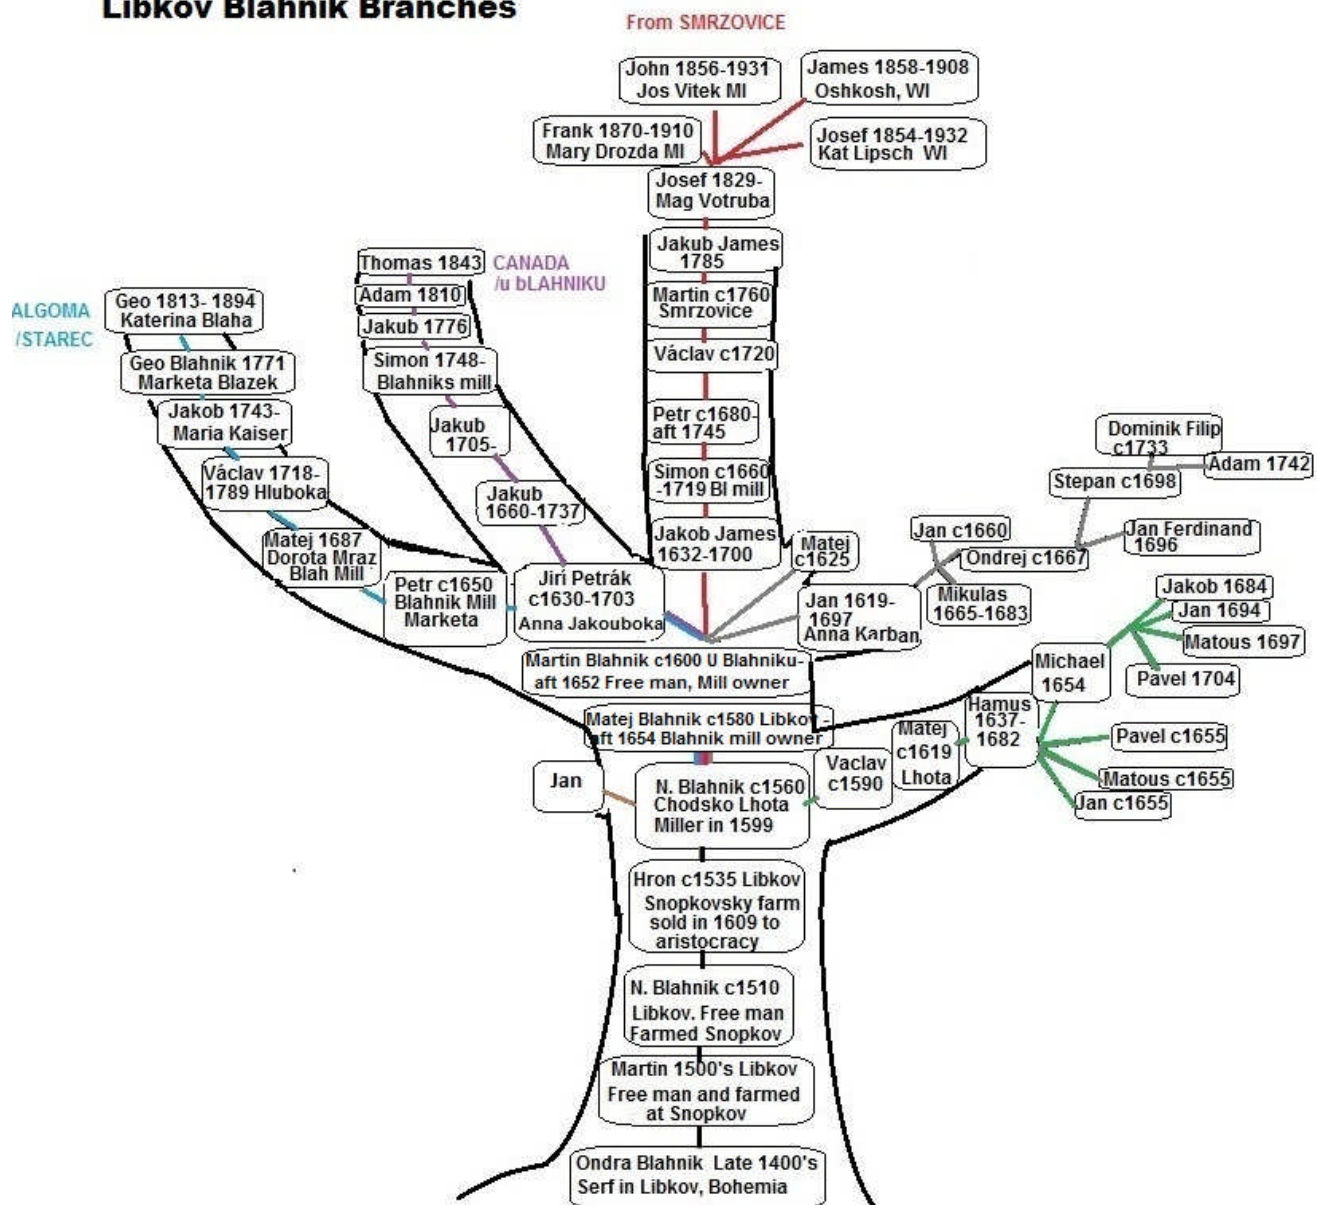 Libkov Blahnik Branches
From SMRZOVICE
John 1856-1931
Jos Vitek MI
James 1858-1908
Oshkosh, WI
Frank 1870-1910
Mary Drozda MI
Josef 1854-1932
Kat Lipsch WI
Josef 1829-
Mag Votruba
Jakub James
1785
Martin c1760
Smrzovice
Václav c1720
Petr c1680-
aft 1745
Simon c1660
-1719 Bl mill
Jakob James
1632-1700
Thomas 1843
CANADA
/u bLAHNIKU
Adam 1810
Jakub 1776
Simon 1748-
Blahniks mill
Jakub
1705-
Jakub
1660-1737
Jiri Petrák
c1630-1703
Anna Jakouboka
ALGOMA
/STAREC
Geo 1813- 1894
Katerina Blaha
Geo Blahnik 1771
Marketa Blazek
Jakob 1743-
Maria Kaiser
Václav 1718-
1789 Hluboka
Matej 1687
Dorota Mraz
Blah Mill
Petr c1650
Blahnik Mill
Marketa
Matej
c1625
Jan 1619-
1697
Anna Karban
Jan c1660
Ondrej c1667
Mikulas
1665-1683
Dominik Filip
c1733
Adam 1742
Stepan c1698
Jan Ferdinand
1696
Jakob 1684
Jan 1694
Matous 1697
Pavel 1704
Michael
1654
Hamus
1637-
1682
Pavel c1655
Matous c1655
Jan c1655
Matej
c1619
Lhota
Vaclav
c1590
Martin Blahnik c1600 U Blahniku-
aft 1652 Free man, Mill owner
Matej Blahnik c1580 Libkov -
aft 1654 Blahnik mill owner
Jan
N. Blahnik c1560
Chodsko Lhota
Miller in 1599
Hron c1535 Libkov
Snopkovsky farm
sold in 1609 to
aristocracy
N. Blahnik c1510
Libkov. Free man
Farmed Snopkov
Martin 1500's Libkov
Free man and farmed
at Snopkov
Ondra Blahnik Late 1400's
Serf in Libkov, Bohemia